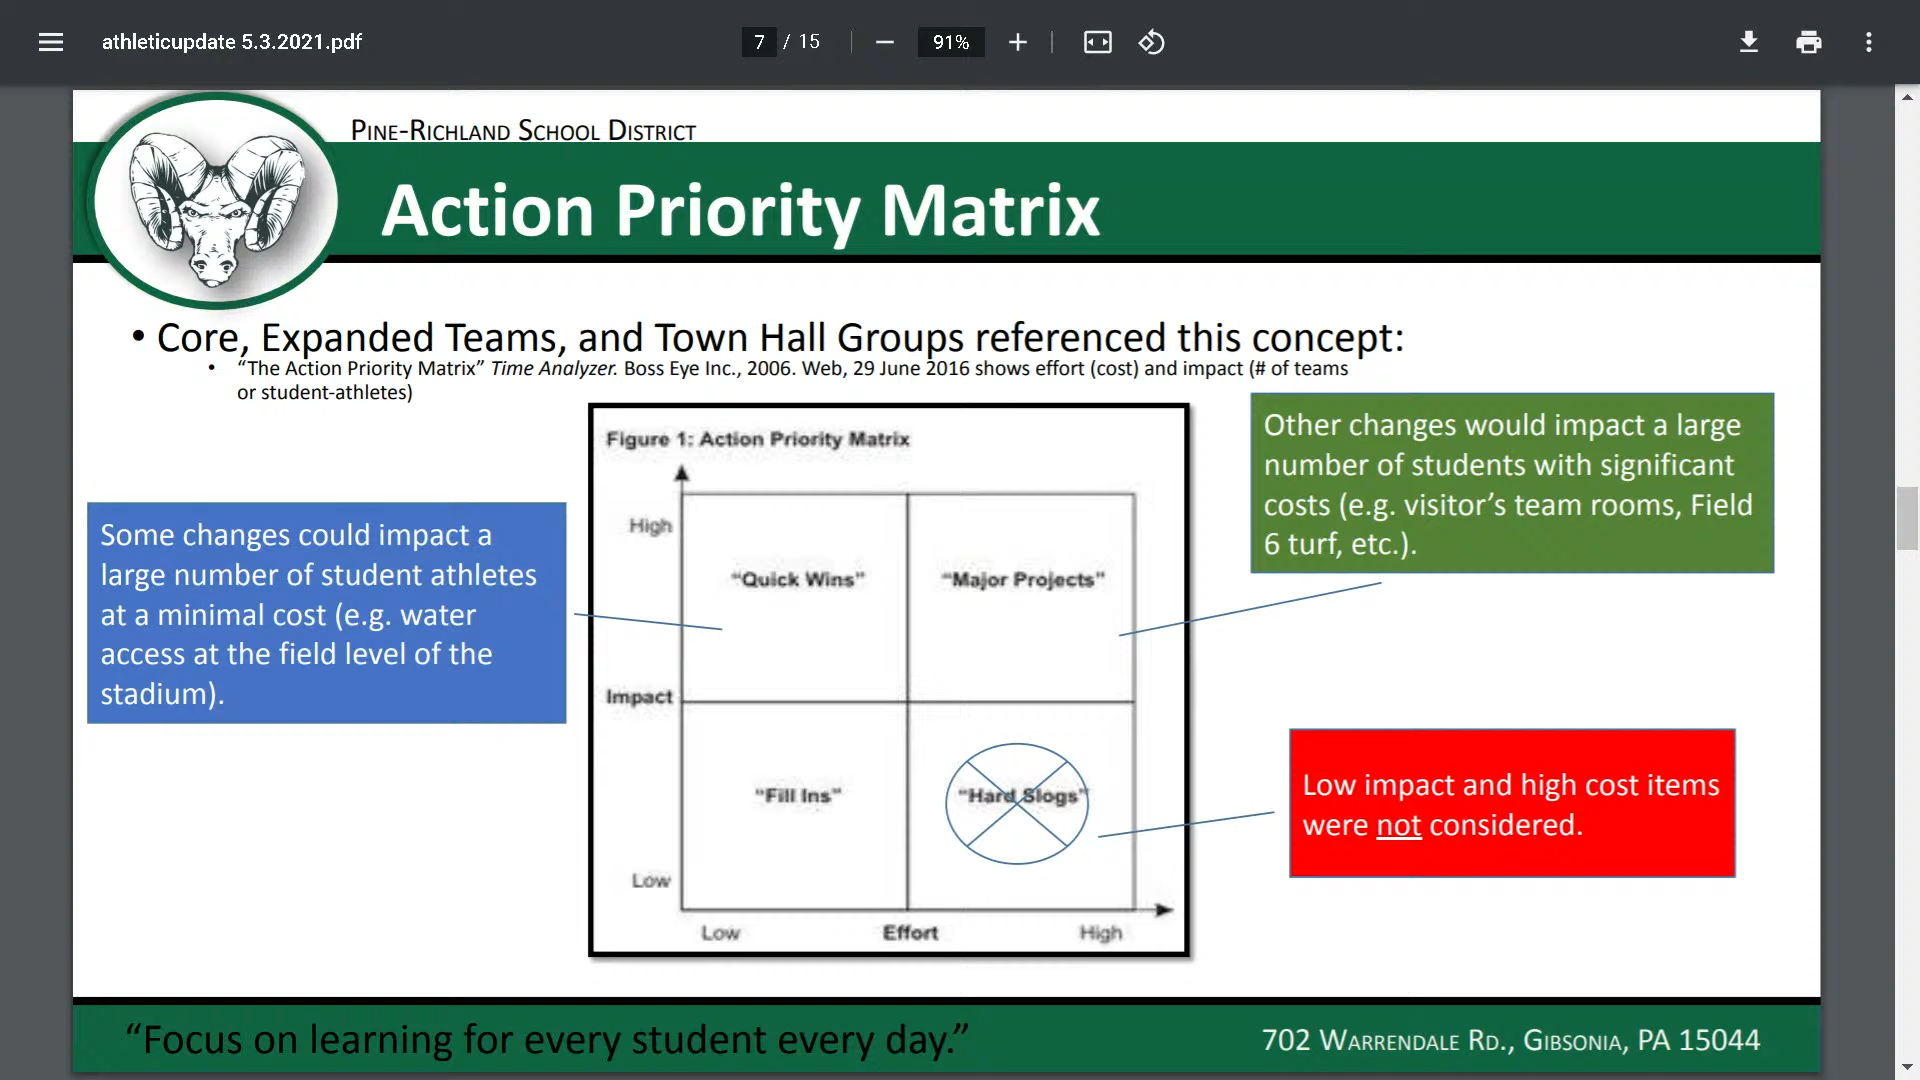 athleticupdate 5.3.2021.pdf
7 / 15
91%
PINE-RICHLAND SCHOOL DISTRICT
Action Priority Matrix
• Core, Expanded Teams, and Town Hall Groups referenced this concept:
• “The Action Priority Matrix” Time Analyzer. Boss Eye Inc., 2006. Web, 29 June 2016 shows effort (cost) and impact (# of teams
or student-athletes)
Some changes could impact a
large number of student athletes
at a minimal cost (e.g. water
access at the field level of the
stadium).
Figure 1: Action Priority Matrix
High
“Quick Wins”
“Major Projects”
Impact
“Fill Ins”
“Hard Slogs”
Low
Low
Effort
High
Other changes would impact a large
number of students with significant
costs (e.g. visitor’s team rooms, Field
6 turf, etc.).
Low impact and high cost items
were not considered.
“Focus on learning for every student every day.”
702 WARRENDALE RD., GIBSONIA, PA 15044